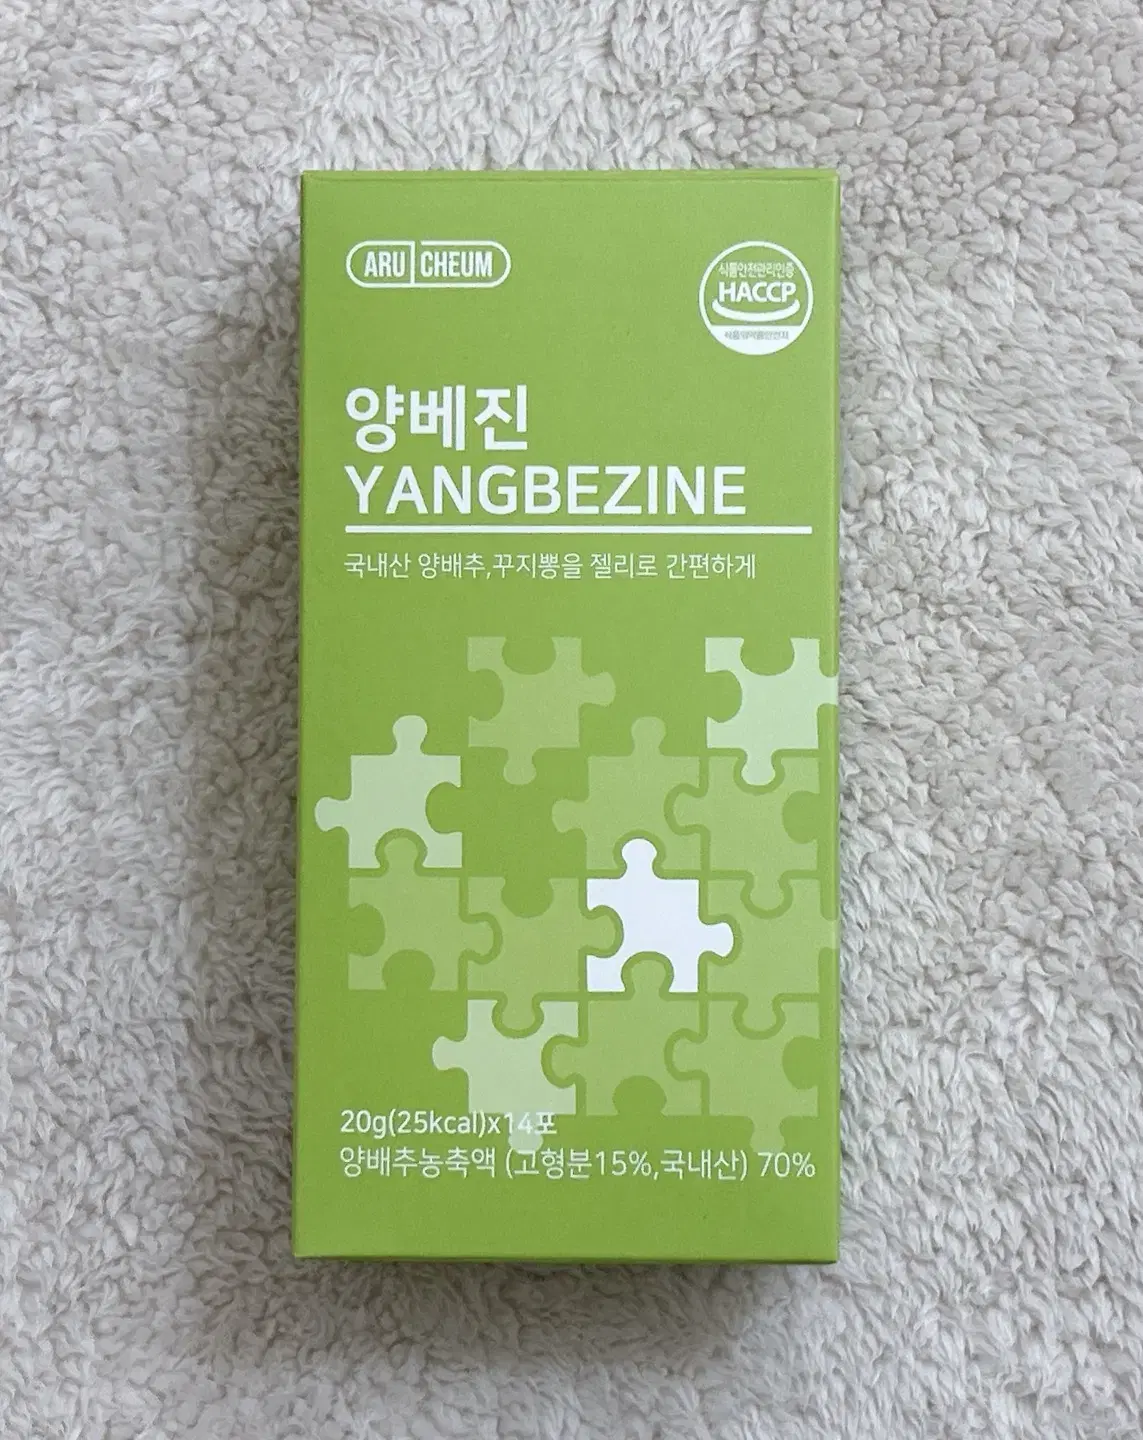 ARU CHEUM
식품안전관리인증
HACCP
양베진
YANGBEZINE
국내산 양배추,꾸지뽕을 젤리로 간편하게
20g(25kcal)x14포
양배추농축액 (고형분15%,국내산) 70%